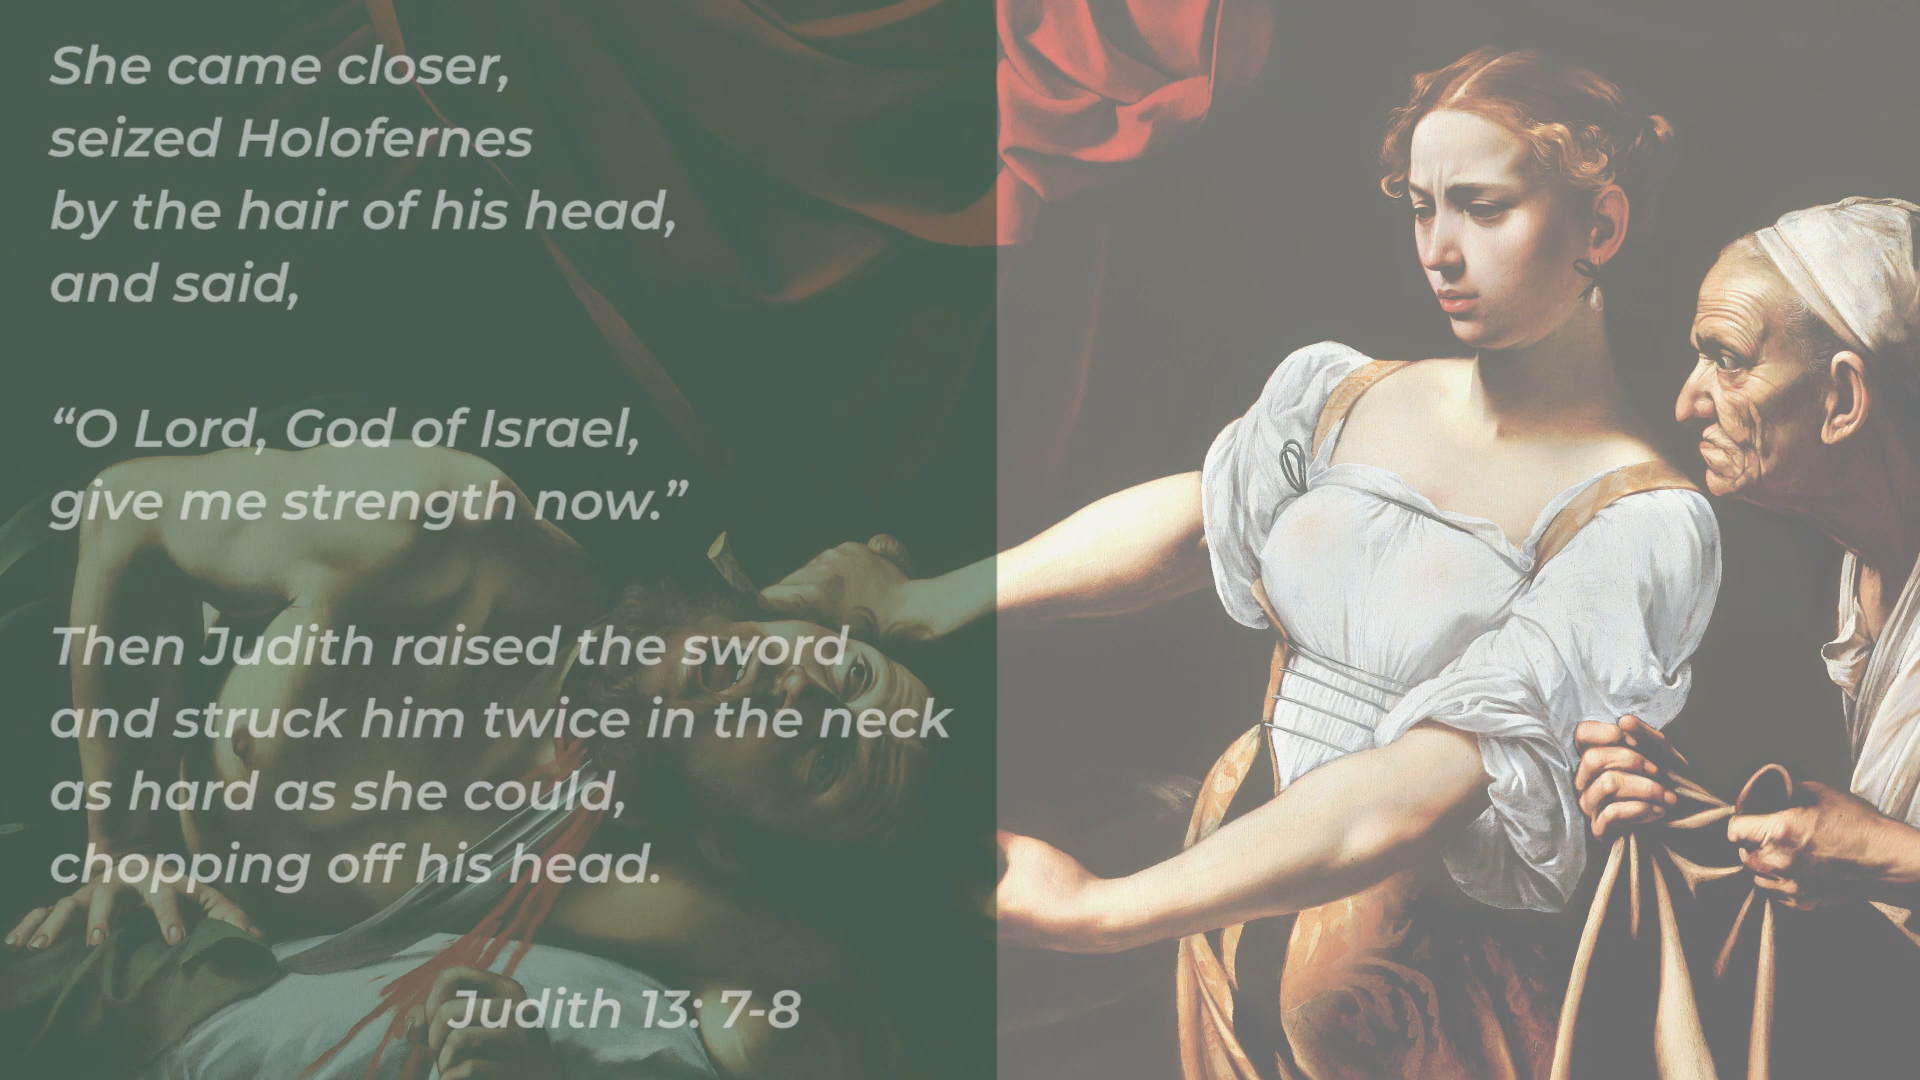 She came closer,
seized Holofernes
by the hair of his head,
and said,
“O Lord, God of Israel,
give me strength now.”
Then Judith raised the sword
and struck him twice in the neck
as hard as she could,
chopping off his head.
Judith 13: 7-8